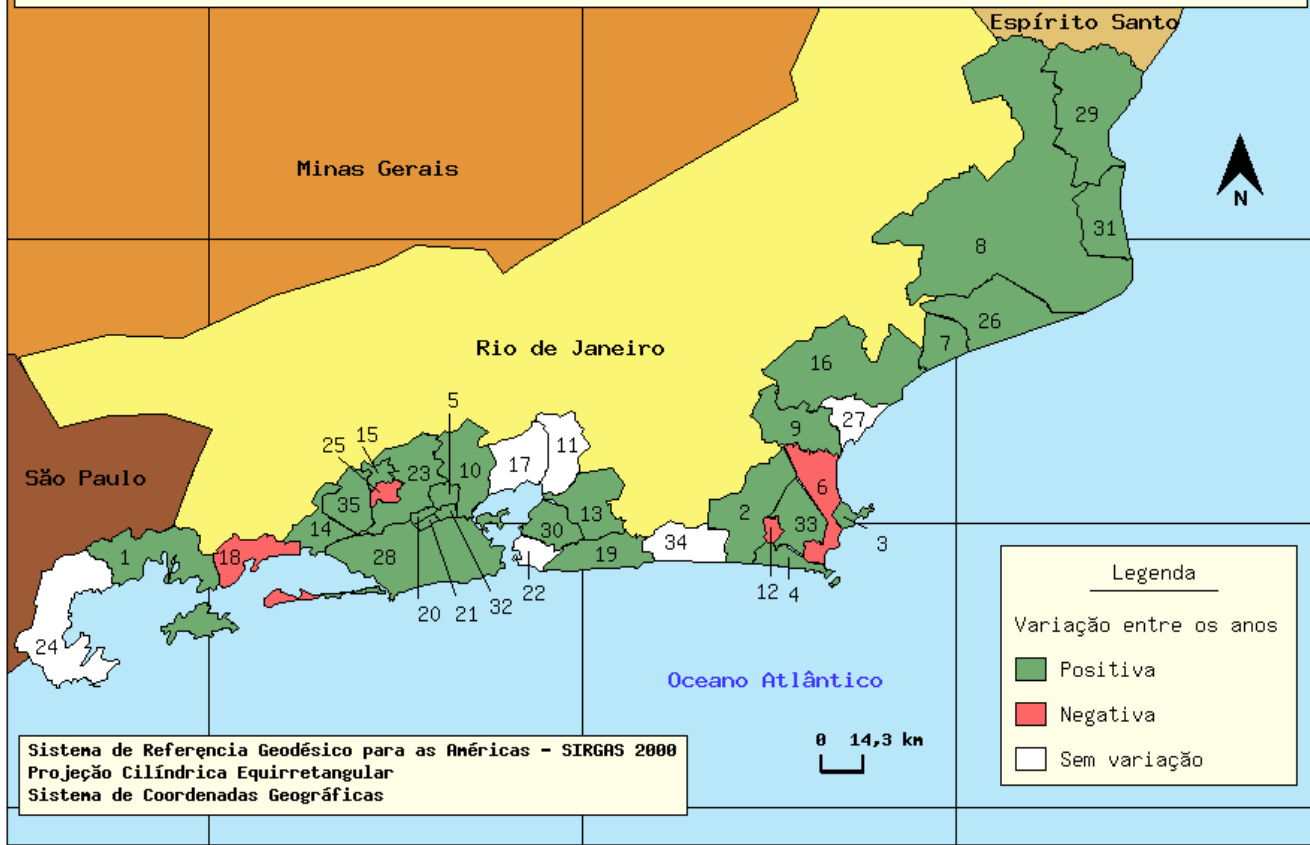 Espírito Santo
Minas Gerais
29
N
31
8
26
7
Rio de Janeiro
16
5
27
15
9
25
11
23
17
10
São Paulo
35
6
2
13
14
33
30
1
28
34
18
19
3
22
12
4
32
20
21
24
Oceano Atlântico
0 14,3 km
Legenda
Variação entre os anos
Positiva
Negativa
Sem variação
Sistema de Referençia Geodésico para as Américas - SIRGAS 2000
Projeção Cilíndrica Equirretangular
Sistema de Coordenadas Geográficas